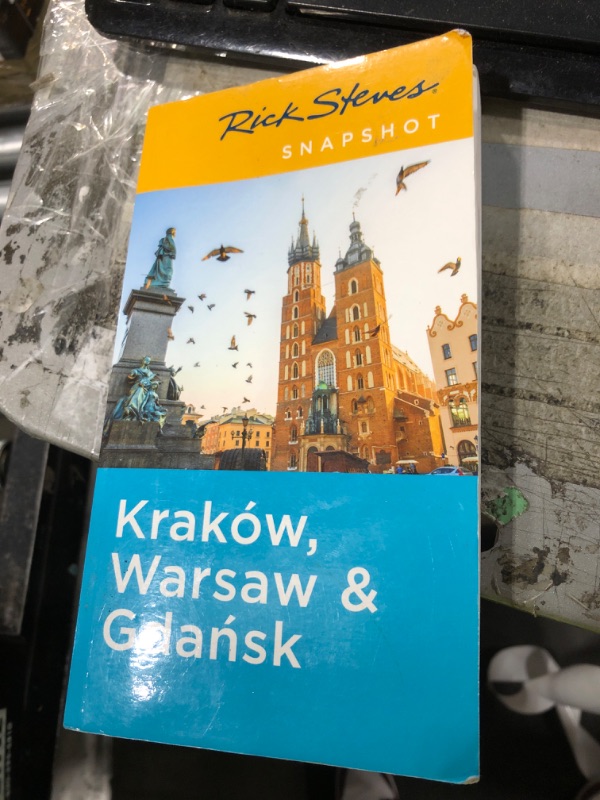 Rick Steves®
SNAPSHOT
Kraków,
Warsaw &
Gdańsk